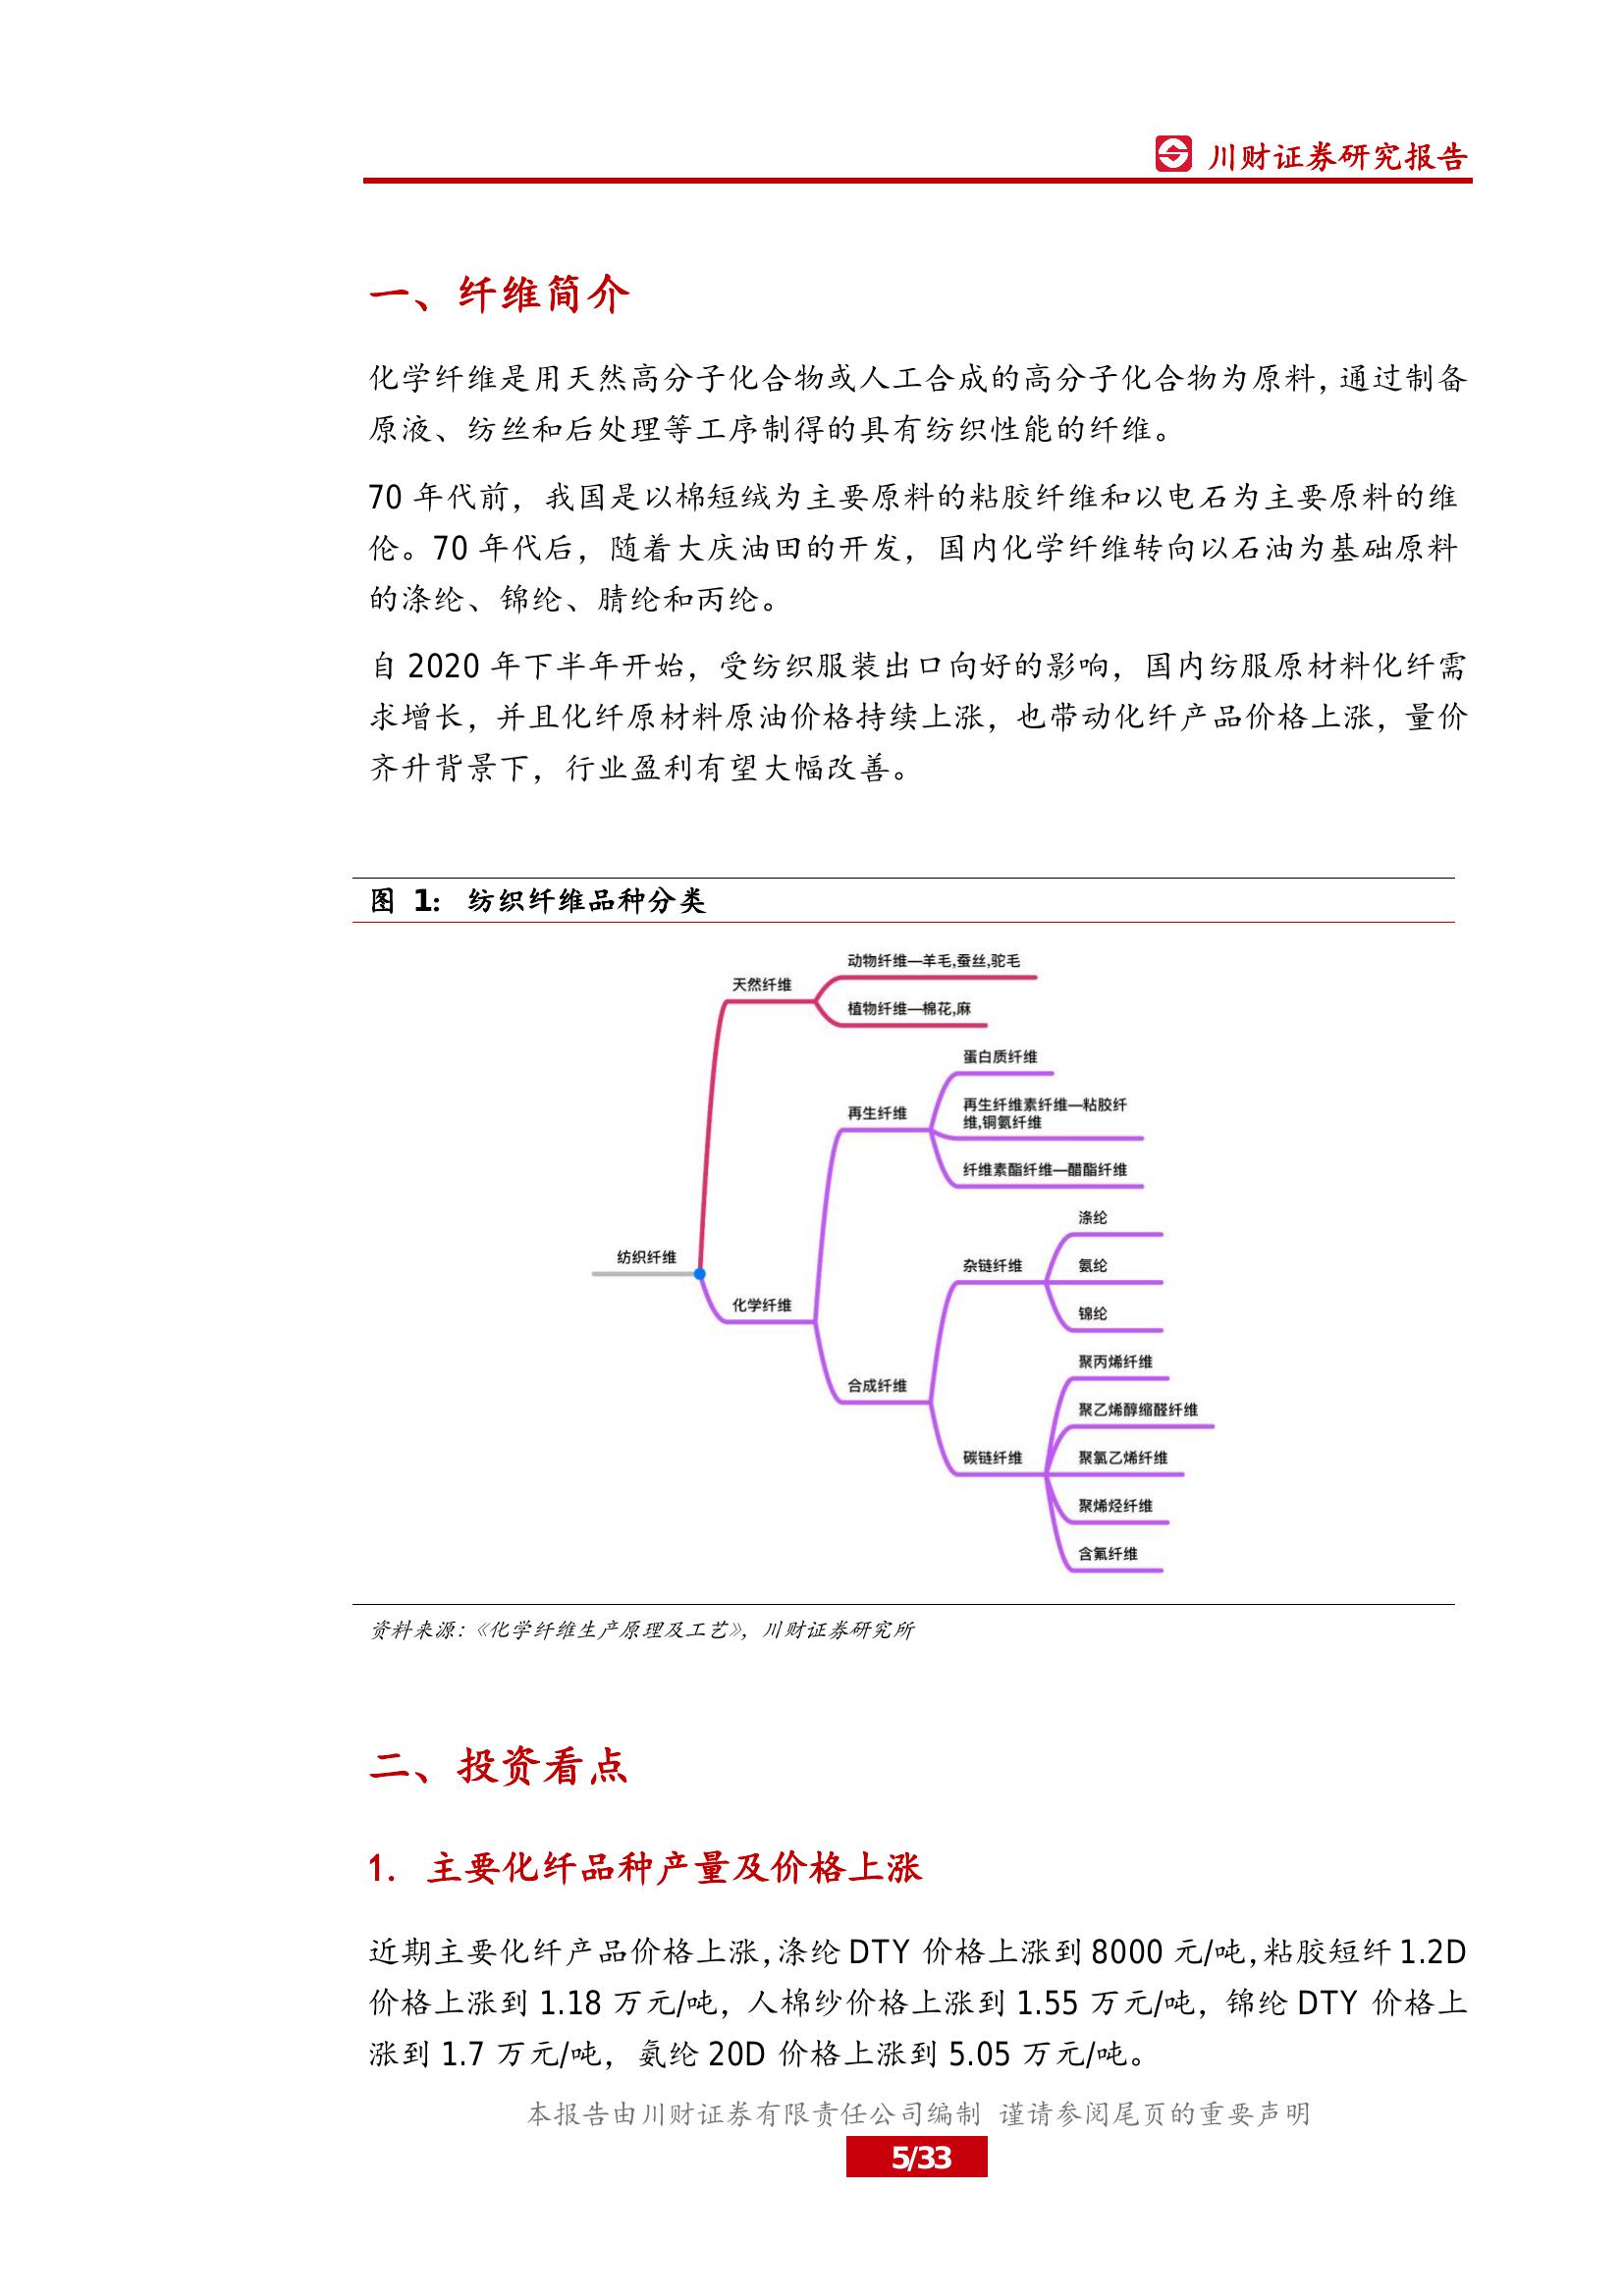 川财证券研究报告
一、纤维简介
化学纤维是用天然高分子化合物或人工合成的高分子化合物为原料，通过制备
原液、纺丝和后处理等工序制得的具有纺织性能的纤维。
70 年代前，我国是以棉短绒为主要原料的粘胶纤维和以电石为主要原料的维
伦。70 年代后，随着大庆油田的开发，国内化学纤维转向以石油为基础原料
的涤纶、锦纶、腈纶和丙纶。
自 2020 年下半年开始，受纺织服装出口向好的影响，国内纺服原材料化纤需
求增长，并且化纤原材料原油价格持续上涨，也带动化纤产品价格上涨，量价
齐升背景下，行业盈利有望大幅改善。
图 1： 纺织纤维品种分类
动物纤维—羊毛,蚕丝,驼毛
天然纤维
植物纤维—棉花,麻
蛋白质纤维
再生纤维
再生纤维素纤维—粘胶纤
维,铜氨纤维
纤维素酯纤维—醋酯纤维
涤纶
纺织纤维
杂链纤维
氨纶
化学纤维
锦纶
聚丙烯纤维
合成纤维
聚乙烯醇缩醛纤维
碳链纤维
聚氯乙烯纤维
聚烯烃纤维
含氟纤维
资料来源：《化学纤维生产原理及工艺》，川财证券研究所
二、投资看点
1. 主要化纤品种产量及价格上涨
近期主要化纤产品价格上涨，涤纶 DTY 价格上涨到 8000 元/吨，粘胶短纤 1.2D
价格上涨到 1.18 万元/吨，人棉纱价格上涨到 1.55 万元/吨，锦纶 DTY 价格上
涨到 1.7 万元/吨，氨纶 20D 价格上涨到 5.05 万元/吨。
本报告由川财证券有限责任公司编制 谨请参阅尾页的重要声明
5/33